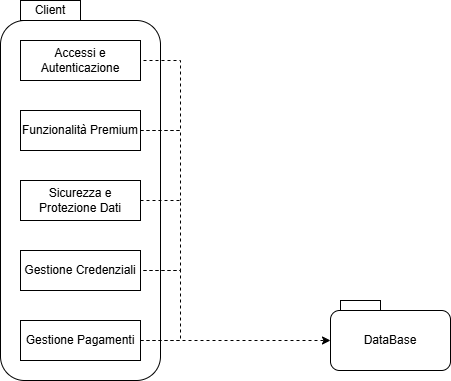 Client
Accessi e
Autenticazione
Funzionalità Premium
Sicurezza e
Protezione Dati
Gestione Credenziali
Gestione Pagamenti
DataBase